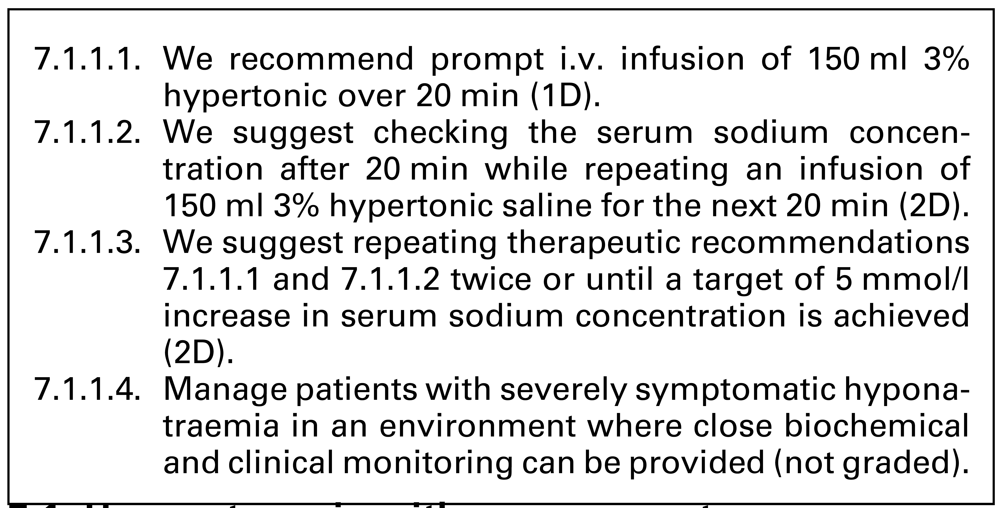 7.1.1.1. We recommend prompt i.v. infusion of 150 ml 3%
hypertonic over 20 min (1D).
7.1.1.2. We suggest checking the serum sodium concen-
tration after 20 min while repeating an infusion of
150 ml 3% hypertonic saline for the next 20 min (2D).
7.1.1.3. We suggest repeating therapeutic recommendations
7.1.1.1 and 7.1.1.2 twice or until a target of 5 mmol/l
increase in serum sodium concentration is achieved
(2D).
7.1.1.4. Manage patients with severely symptomatic hypona-
traemia in an environment where close biochemical
and clinical monitoring can be provided (not graded).